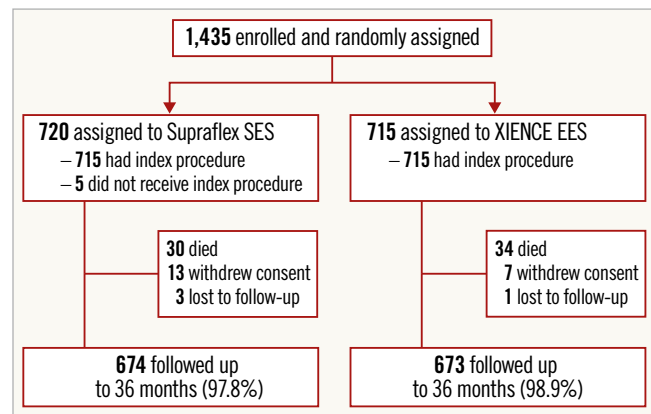 1,435 enrolled and randomly assigned
720 assigned to Supraflex SES
– 715 had index procedure
– 5 did not receive index procedure
715 assigned to XIENCE EES
– 715 had index procedure
30 died
13 withdrew consent
3 lost to follow-up
34 died
7 withdrew consent
1 lost to follow-up
674 followed up
to 36 months (97.8%)
673 followed up
to 36 months (98.9%)